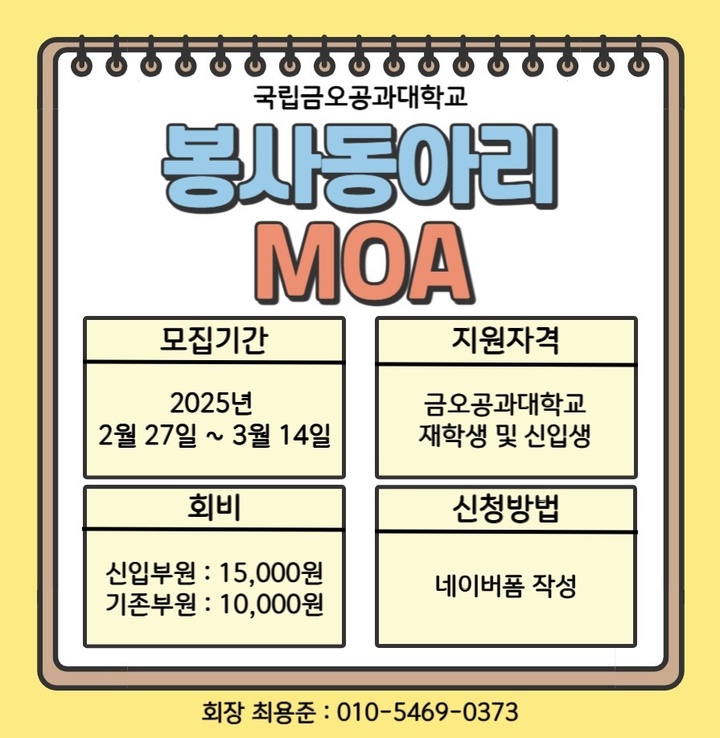 국립금오공과대학교
봉사동아리
MOA
모집기간
2025년
2월 27일 ~ 3월 14일
지원자격
금오공과대학교
재학생 및 신입생
회비
신입부원 : 15,000원
기존부원 : 10,000원
신청방법
네이버폼 작성
회장 최용준 : 010-5469-0373